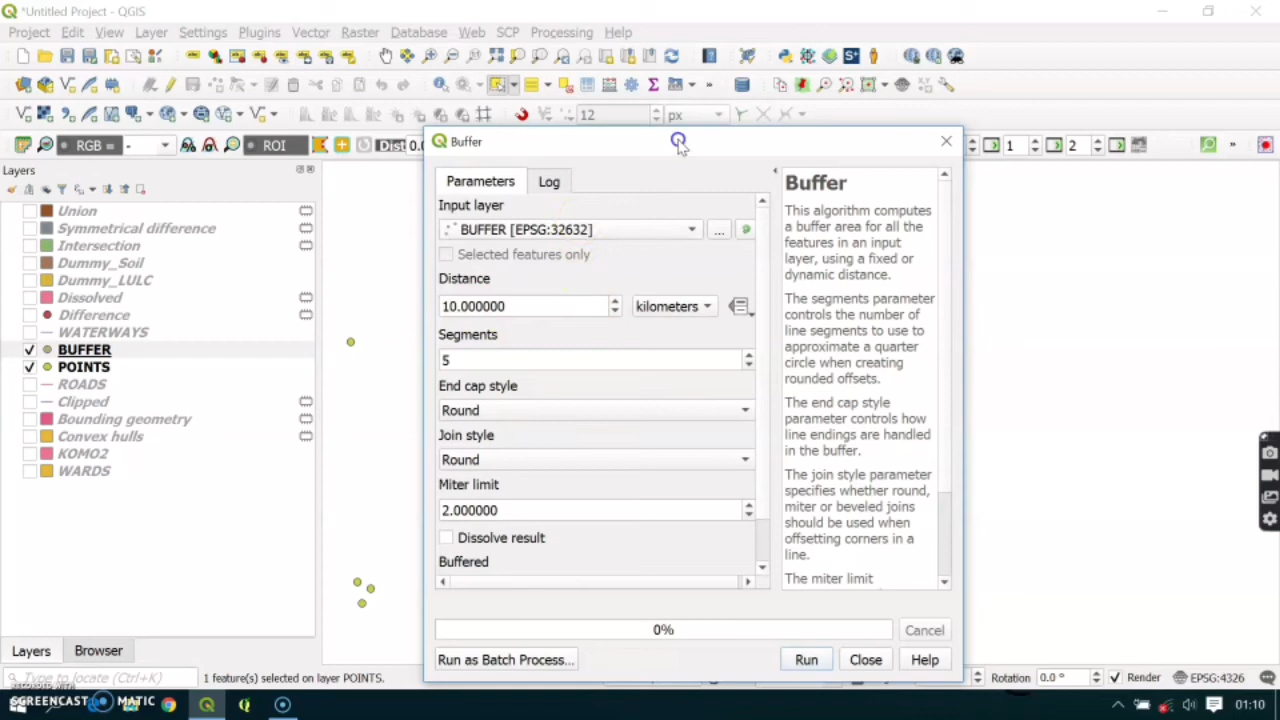 *Untitled Project - QGIS
Project Edit View Layer Settings Plugins Vector Raster Database Web SCP Processing Help
12 px
RGB = - ROI Dist 0.0 1 2
Layers
Union
Symmetrical difference
Intersection
Dummy_Soil
Dummy_LULC
Dissolved
Difference
WATERWAYS
BUFFER
POINTS
ROADS
Clipped
Bounding geometry
Convex hulls
KOMO2
WARDS
Layers Browser
Buffer
Parameters Log
Input layer
BUFFER [EPSG:32632]
...
Selected features only
Distance
10.000000 kilometers
Segments
5
End cap style
Round
Join style
Round
Miter limit
2.000000
Dissolve result
Buffered
Buffer
This algorithm computes
a buffer area for all the
features in an input
layer, using a fixed or
dynamic distance.
The segments parameter
controls the number of
line segments to use to
approximate a quarter
circle when creating
rounded offsets.
The end cap style
parameter controls how
line endings are handled
in the buffer.
The join style parameter
specifies whether round,
miter or beveled joins
should be used when
offsetting corners in a
line.
The miter limit
0% Cancel
Run as Batch Process... Run Close Help
Type to locate (Ctrl+K) 1 feature(s) selected on layer POINTS. Rotation 0.0 ° Render EPSG:4326
RECORDED WITH
SCREENCAST MATIC
01:10